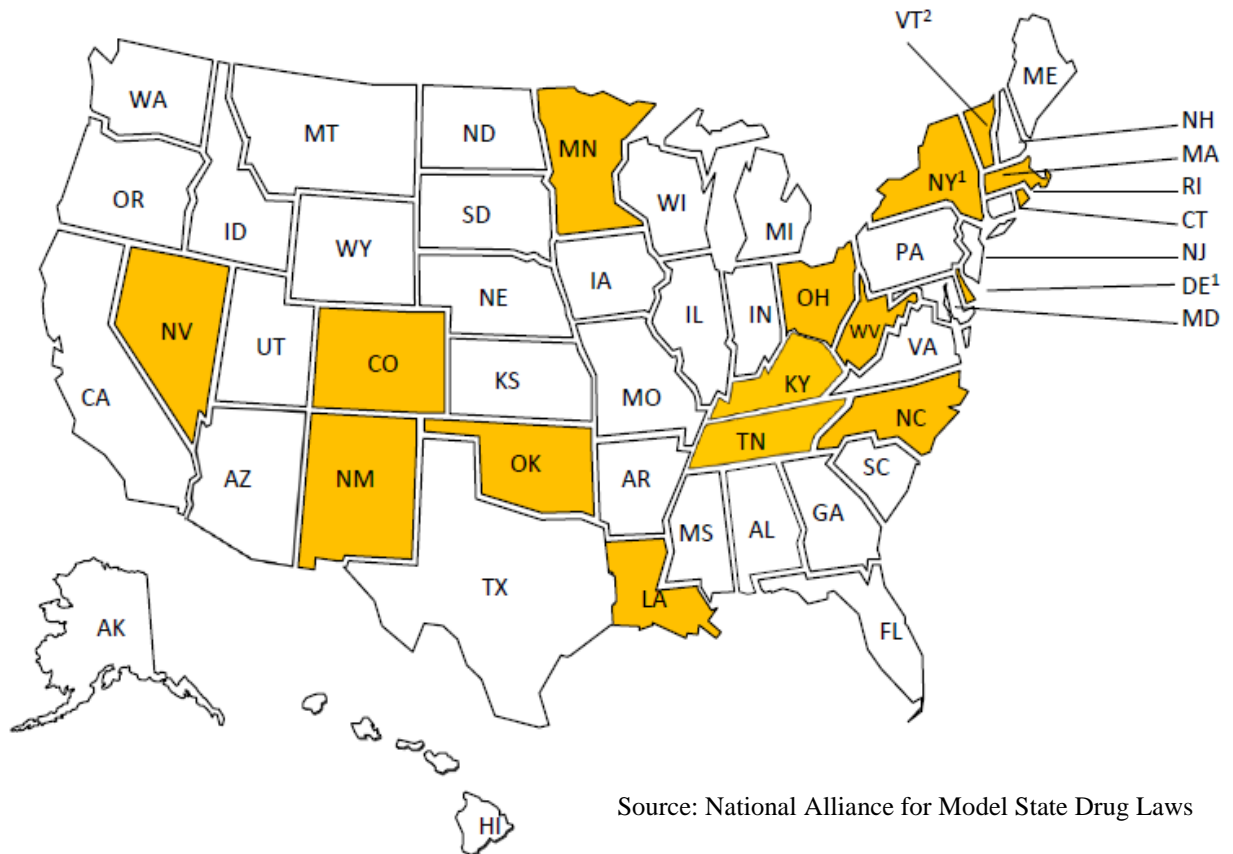 VT²
ME
WA
MT
ND
MN
NH
MA
RI
CT
NJ
DE¹
MD
OR
ID
WY
SD
WI
MI
NY¹
PA
NE
IA
IL
IN
OH
WV
VA
NV
UT
CO
KS
MO
KY
CA
AZ
NM
OK
AR
TN
NC
SC
MS
AL
GA
TX
LA
FL
AK
HI
Source: National Alliance for Model State Drug Laws